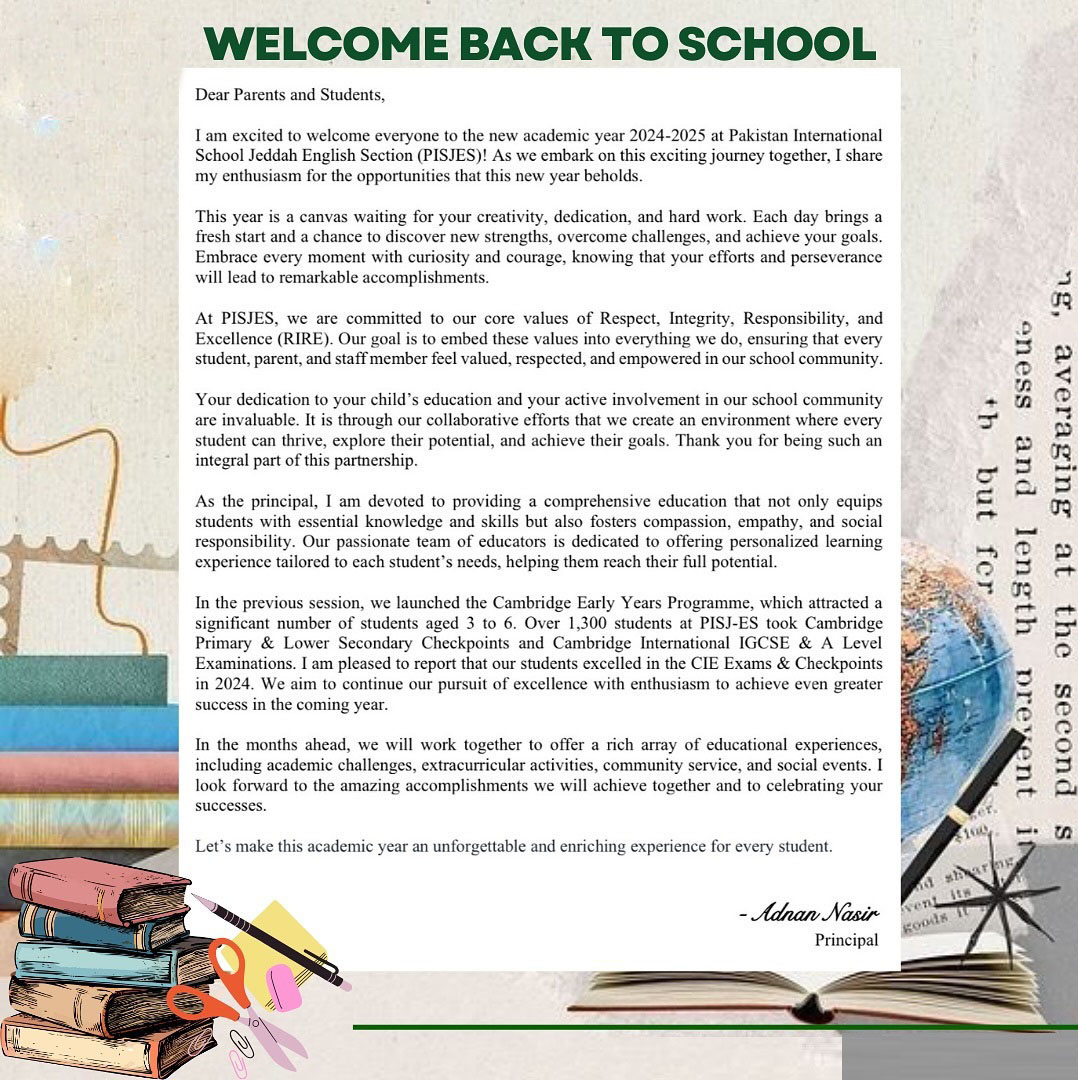 WELCOME BACK TO SCHOOL
Dear Parents and Students,
I am excited to welcome everyone to the new academic year 2024-2025 at Pakistan International
School Jeddah English Section (PISJES)! As we embark on this exciting journey together, I share
my enthusiasm for the opportunities that this new year beholds.
This year is a canvas waiting for your creativity, dedication, and hard work. Each day brings a
fresh start and a chance to discover new strengths, overcome challenges, and achieve your goals.
Embrace every moment with curiosity and courage, knowing that your efforts and perseverance
will lead to remarkable accomplishments.
At PISJES, we are committed to our core values of Respect, Integrity, Responsibility, and
Excellence (RIRE). Our goal is to embed these values into everything we do, ensuring that every
student, parent, and staff member feel valued, respected, and empowered in our school community.
Your dedication to your child’s education and your active involvement in our school community
are invaluable. It is through our collaborative efforts that we create an environment where every
student can thrive, explore their potential, and achieve their goals. Thank you for being such an
integral part of this partnership.
As the principal, I am devoted to providing a comprehensive education that not only equips
students with essential knowledge and skills but also fosters compassion, empathy, and social
responsibility. Our passionate team of educators is dedicated to offering personalized learning
experience tailored to each student’s needs, helping them reach their full potential.
In the previous session, we launched the Cambridge Early Years Programme, which attracted a
significant number of students aged 3 to 6. Over 1,300 students at PISJ-ES took Cambridge
Primary & Lower Secondary Checkpoints and Cambridge International IGCSE & A Level
Examinations. I am pleased to report that our students excelled in the CIE Exams & Checkpoints
in 2024. We aim to continue our pursuit of excellence with enthusiasm to achieve even greater
success in the coming year.
In the months ahead, we will work together to offer a rich array of educational experiences,
including academic challenges, extracurricular activities, community service, and social events. I
look forward to the amazing accomplishments we will achieve together and to celebrating your
successes.
Let’s make this academic year an unforgettable and enriching experience for every student.
- Adnan Nasir
Principal
averaging at the second
and length prevent
but for